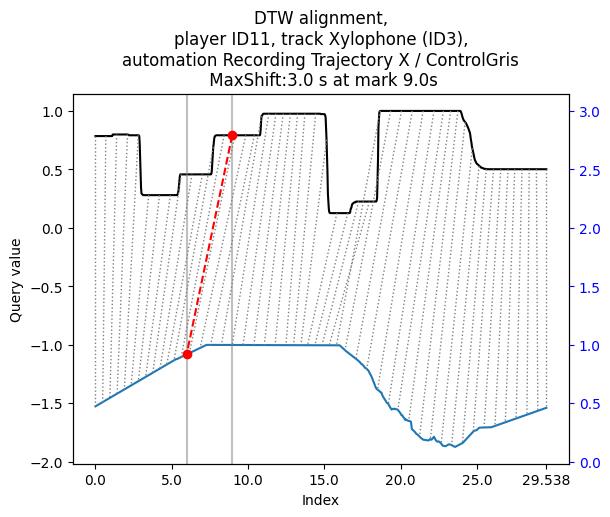 DTW alignment,
player ID11, track Xylophone (ID3),
automation Recording Trajectory X / ControlGris
MaxShift:3.0 s at mark 9.0s
1.0
0.5
0.0
−0.5
−1.0
−1.5
−2.0
Query value
3.0
2.5
2.0
1.5
1.0
0.5
0.0
0.0 5.0 10.0 15.0 20.0 25.0 29.538
Index